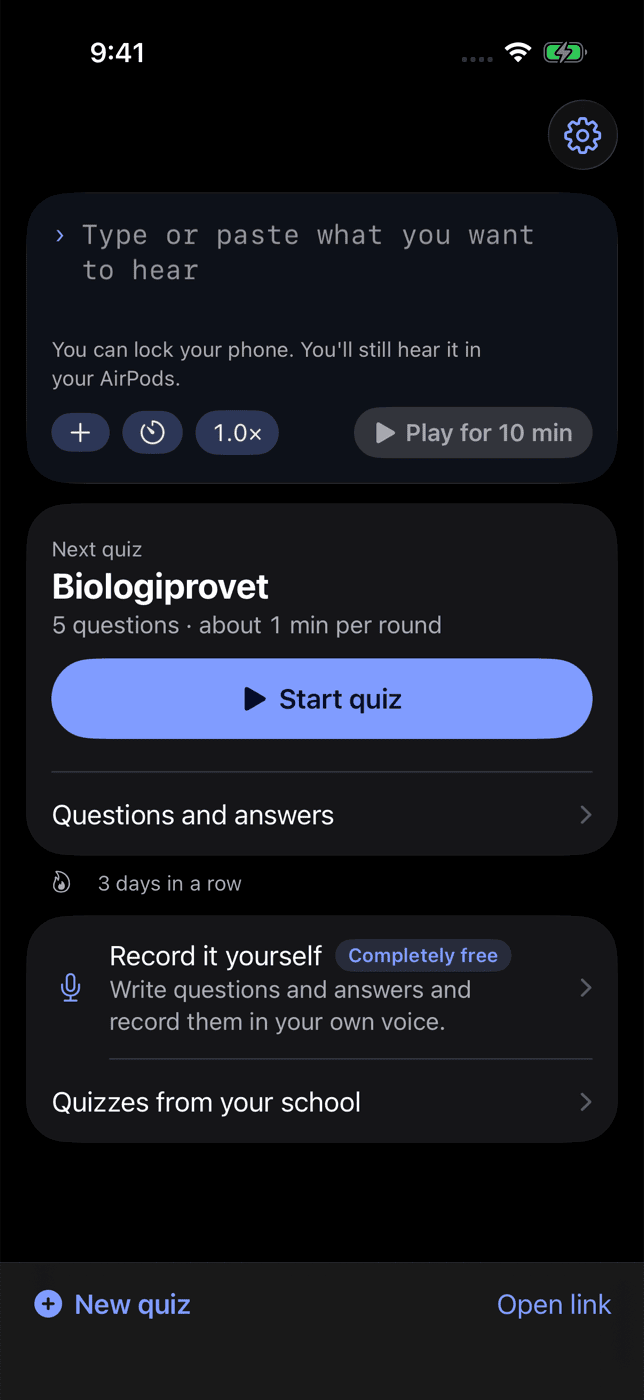 9:41
› Type or paste what you want
to hear
You can lock your phone. You'll still hear it in
your AirPods.
1.0×
Play for 10 min
Next quiz
Biologiprovet
5 questions · about 1 min per round
Start quiz
Questions and answers
3 days in a row
Record it yourself
Completely free
Write questions and answers and
record them in your own voice.
Quizzes from your school
New quiz
Open link